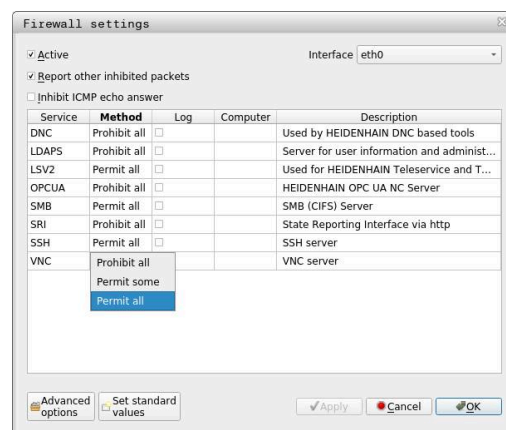 Firewall settings
Active
Interface eth0
Report other inhibited packets
Inhibit ICMP echo answer
Service Method Log Computer Description
DNC Prohibit all Used by HEIDENHAIN DNC based tools
LDAPS Prohibit all Server for user information and administ...
LSV2 Permit all Used for HEIDENHAIN Teleservice and T...
OPCUA Prohibit all HEIDENHAIN OPC UA NC Server
SMB Permit all SMB (CIFS) Server
SRI Prohibit all State Reporting Interface via http
SSH Permit all SSH server
VNC Prohibit all VNC server
Permit some
Permit all
Advanced options
Set standard values
Apply
Cancel
OK